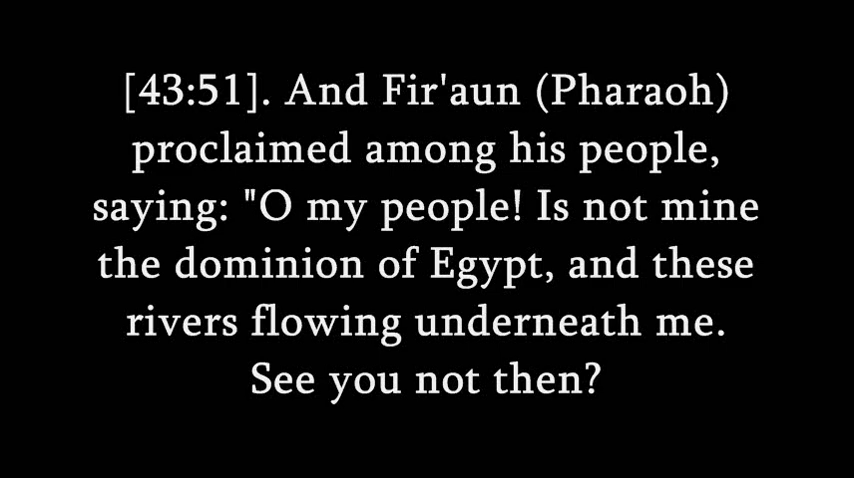 [43:51]. And Fir'aun (Pharaoh)
proclaimed among his people,
saying: "O my people! Is not mine
the dominion of Egypt, and these
rivers flowing underneath me.
See you not then?